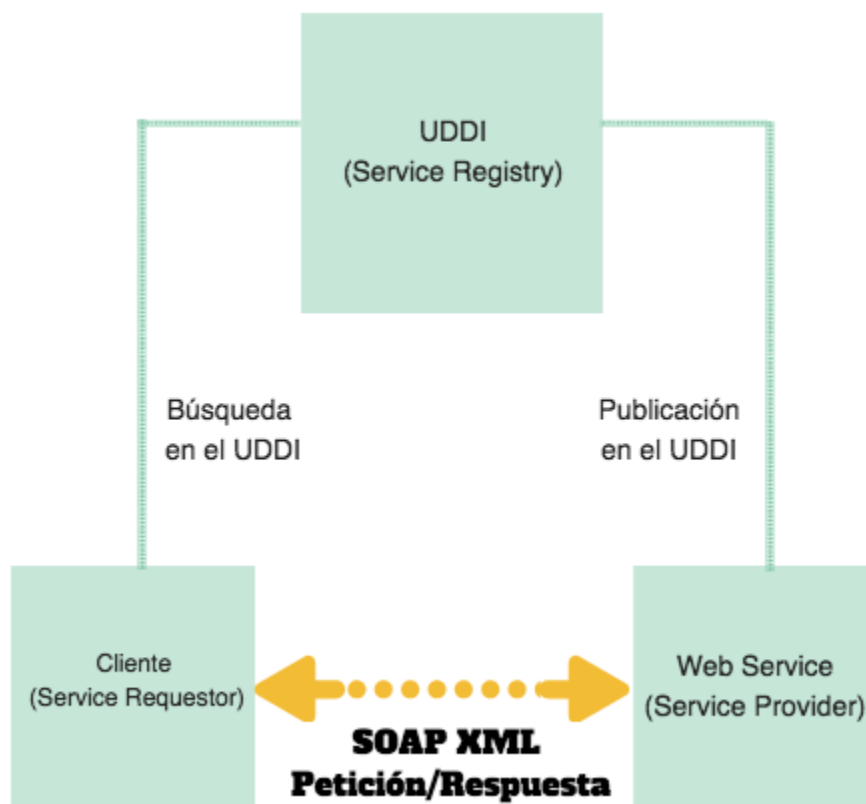 UDDI
(Service Registry)
Búsqueda
en el UDDI
Publicación
en el UDDI
Cliente
(Service Requestor)
Web Service
(Service Provider)
SOAP XML
Petición/Respuesta